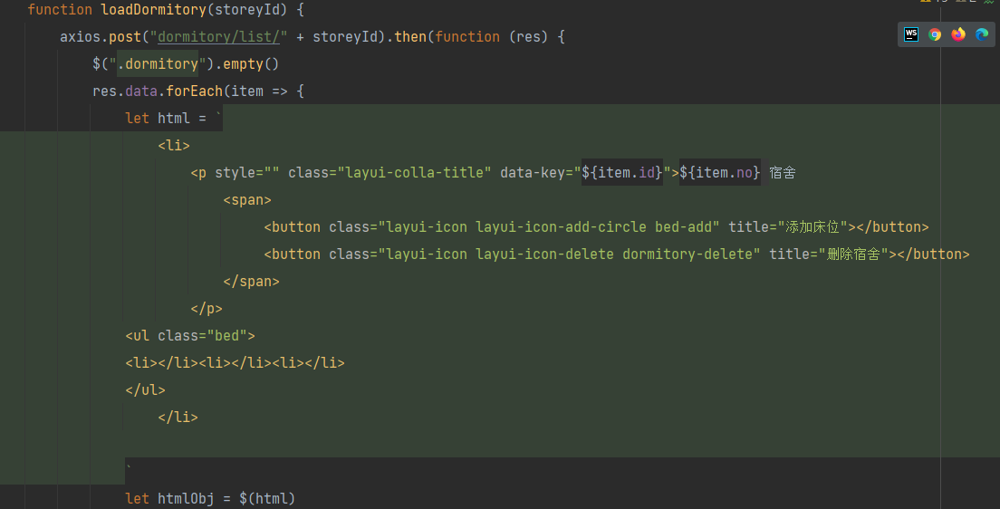 function loadDormitory(storeyId) {
    axios.post("dormitory/list/" + storeyId).then(function (res) {
        $(".dormitory").empty()
        res.data.forEach(item => {
            let html = `
                <li>
                    <p style="" class="layui-colla-title" data-key="${item.id}">${item.no} 宿舍
                        <span>
                             <button class="layui-icon layui-icon-add-circle bed-add" title="添加床位"></button>
                             <button class="layui-icon layui-icon-delete dormitory-delete" title="删除宿舍"></button>
                        </span>
                    </p>
            <ul class="bed">
            <li></li><li></li><li></li>
            </ul>
                </li>
            `
            let htmlObj = $(html)
WS